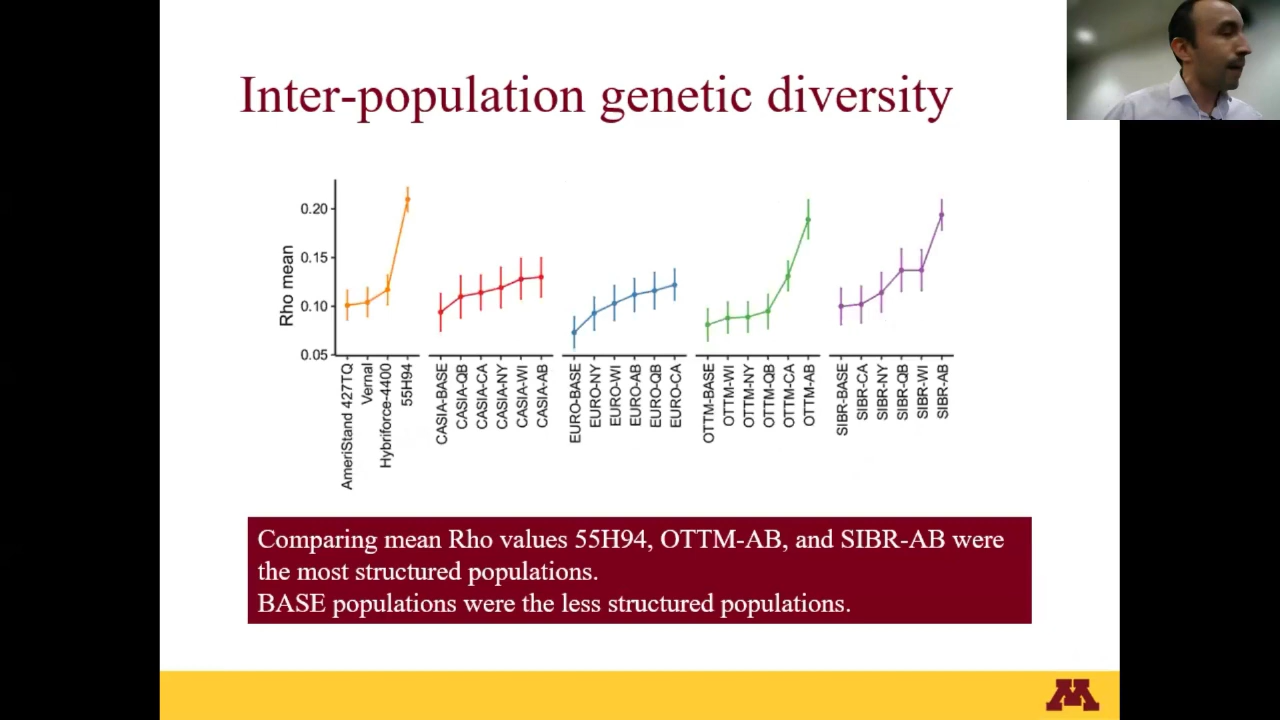 Inter-population genetic diversity
Rho mean
0.20
0.15
0.10
0.05
AmeriStand 427TQ
Vernal
Hybriforce-4400
55H94
CASIA-BASE
CASIA-QB
CASIA-CA
CASIA-NY
CASIA-WI
CASIA-AB
EURO-BASE
EURO-NY
EURO-WI
EURO-AB
EURO-QB
EURO-CA
OTTM-BASE
OTTM-WI
OTTM-NY
OTTM-QB
OTTM-CA
OTTM-AB
SIBR-BASE
SIBR-CA
SIBR-NY
SIBR-QB
SIBR-WI
SIBR-AB
Comparing mean Rho values 55H94, OTTM-AB, and SIBR-AB were
the most structured populations.
BASE populations were the less structured populations.
M